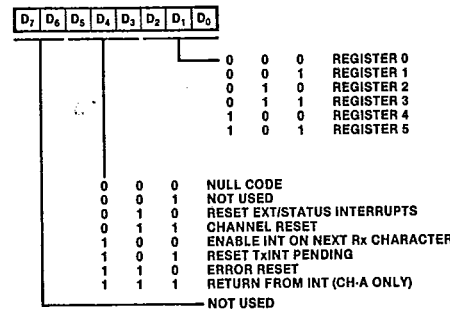 D7 D6 D5 D4 D3 D2 D1 D0
0 0 0 REGISTER 0
0 0 1 REGISTER 1
0 1 0 REGISTER 2
0 1 1 REGISTER 3
1 0 0 REGISTER 4
1 0 1 REGISTER 5
0 0 0 NULL CODE
0 0 1 NOT USED
0 1 0 RESET EXT/STATUS INTERRUPTS
0 1 1 CHANNEL RESET
1 0 0 ENABLE INT ON NEXT Rx CHARACTER
1 0 1 RESET TxINT PENDING
1 1 0 ERROR RESET
1 1 1 RETURN FROM INT (CH-A ONLY)
NOT USED